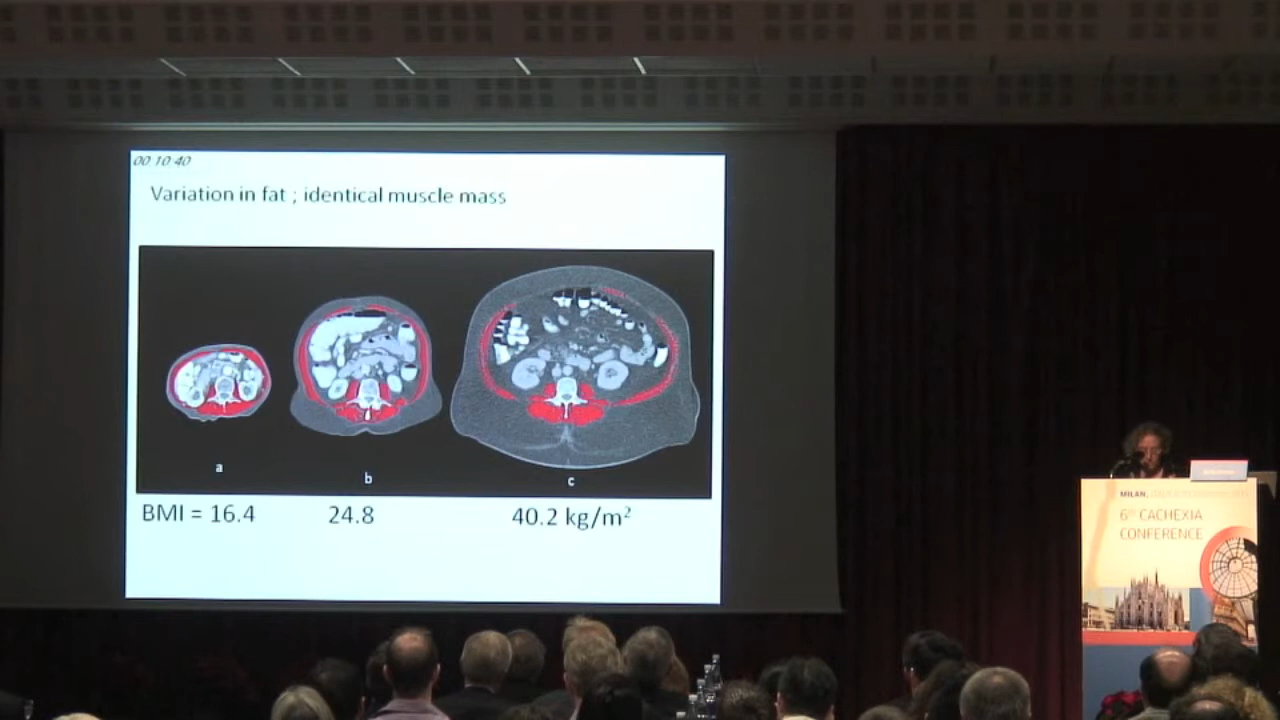 00 10 40
Variation in fat ; identical muscle mass
a
b
c
BMI = 16.4
24.8
40.2 kg/m²
MILAN,
6TH CACHEXIA
CONFERENCE